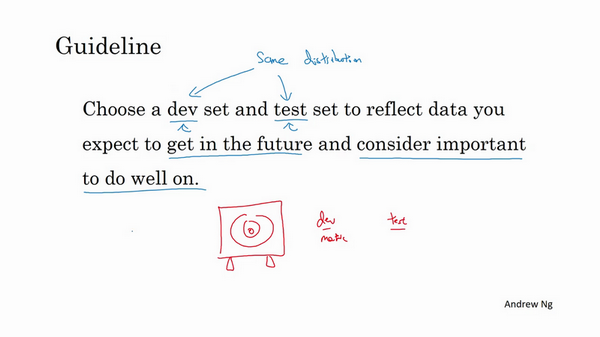 Guideline
Same distribution
Choose a dev set and test set to reflect data you
expect to get in the future and consider important
to do well on.
dev test
metric
Andrew Ng